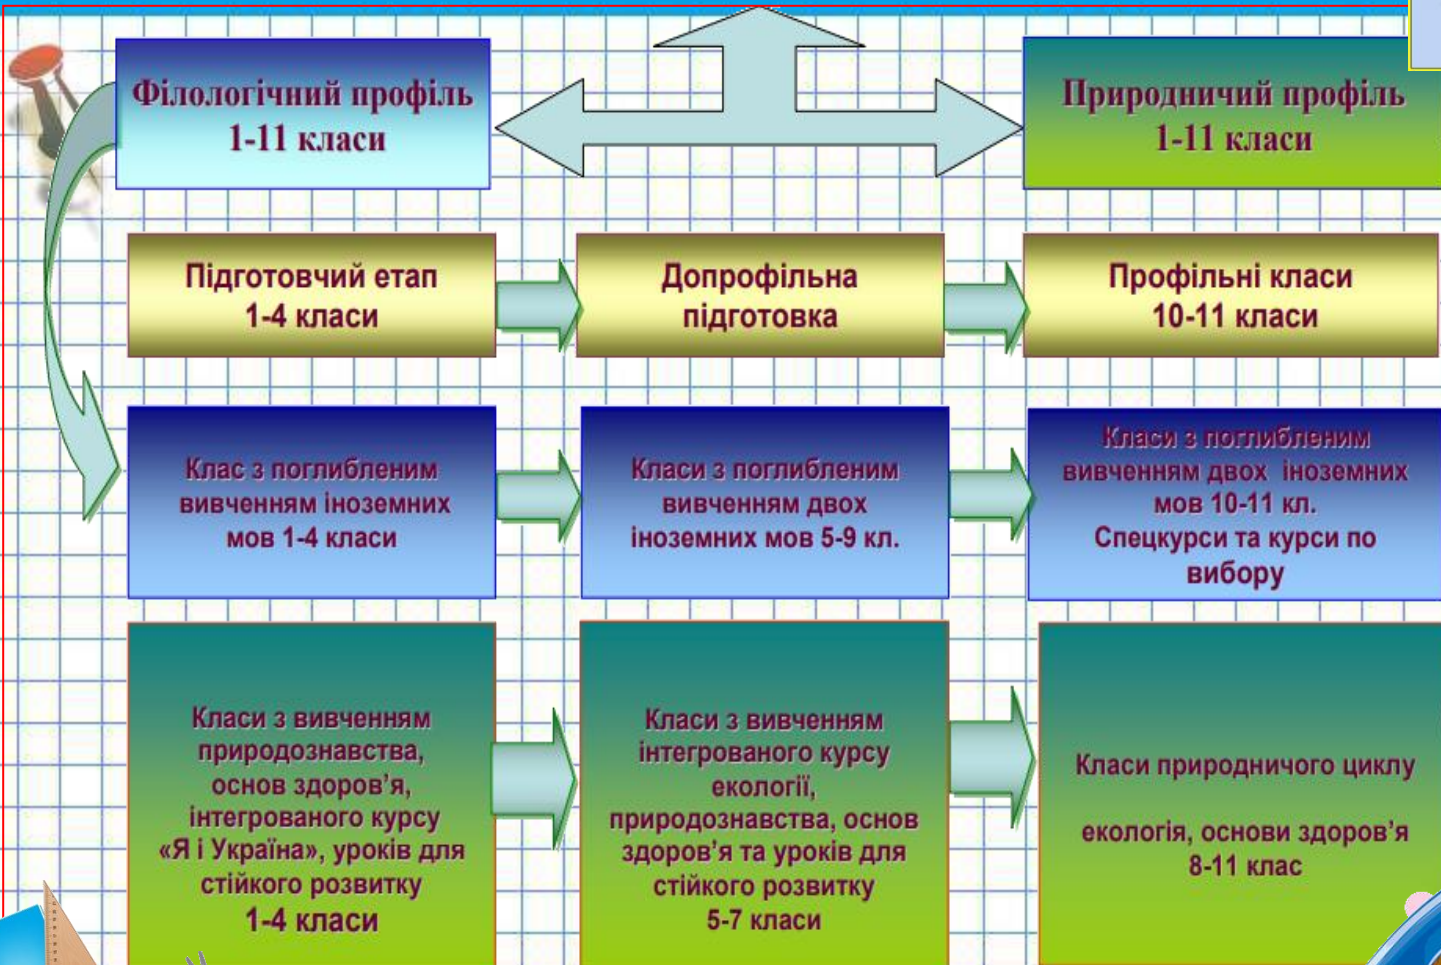 Філологічний профіль
1-11 класи
Природничий профіль
1-11 класи
Підготовчий етап
1-4 класи
Допрофільна
підготовка
Профільні класи
10-11 класи
Клас з поглибленим
вивченням іноземних
мов 1-4 класи
Класи з поглибленим
вивченням двох
іноземних мов 5-9 кл.
Класи з поглибленим
вивченням двох іноземних
мов 10-11 кл.
Спецкурси та курси по
вибору
Класи з вивченням
природознавства,
основ здоров’я,
інтегрованого курсу
«Я і Україна», уроків для
стійкого розвитку
1-4 класи
Класи з вивченням
інтегрованого курсу
екології,
природознавства, основ
здоров’я та уроків для
стійкого розвитку
5-7 класи
Класи природничого циклу
екологія, основи здоров’я
8-11 клас